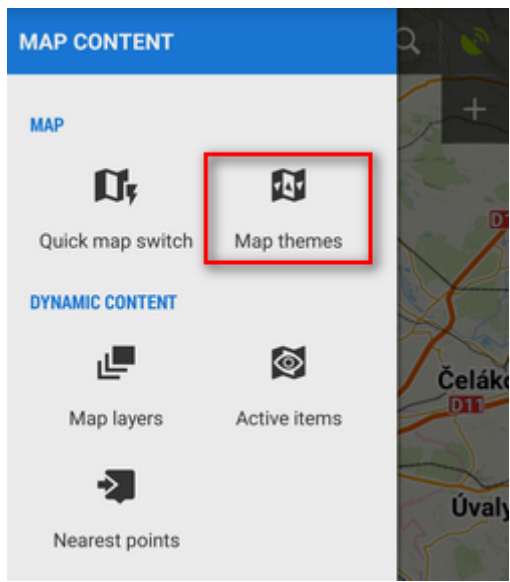 MAP CONTENT
MAP
Quick map switch
Map themes
DYNAMIC CONTENT
Map layers
Active items
Nearest points
D1
Čelák
D11
Úvaly